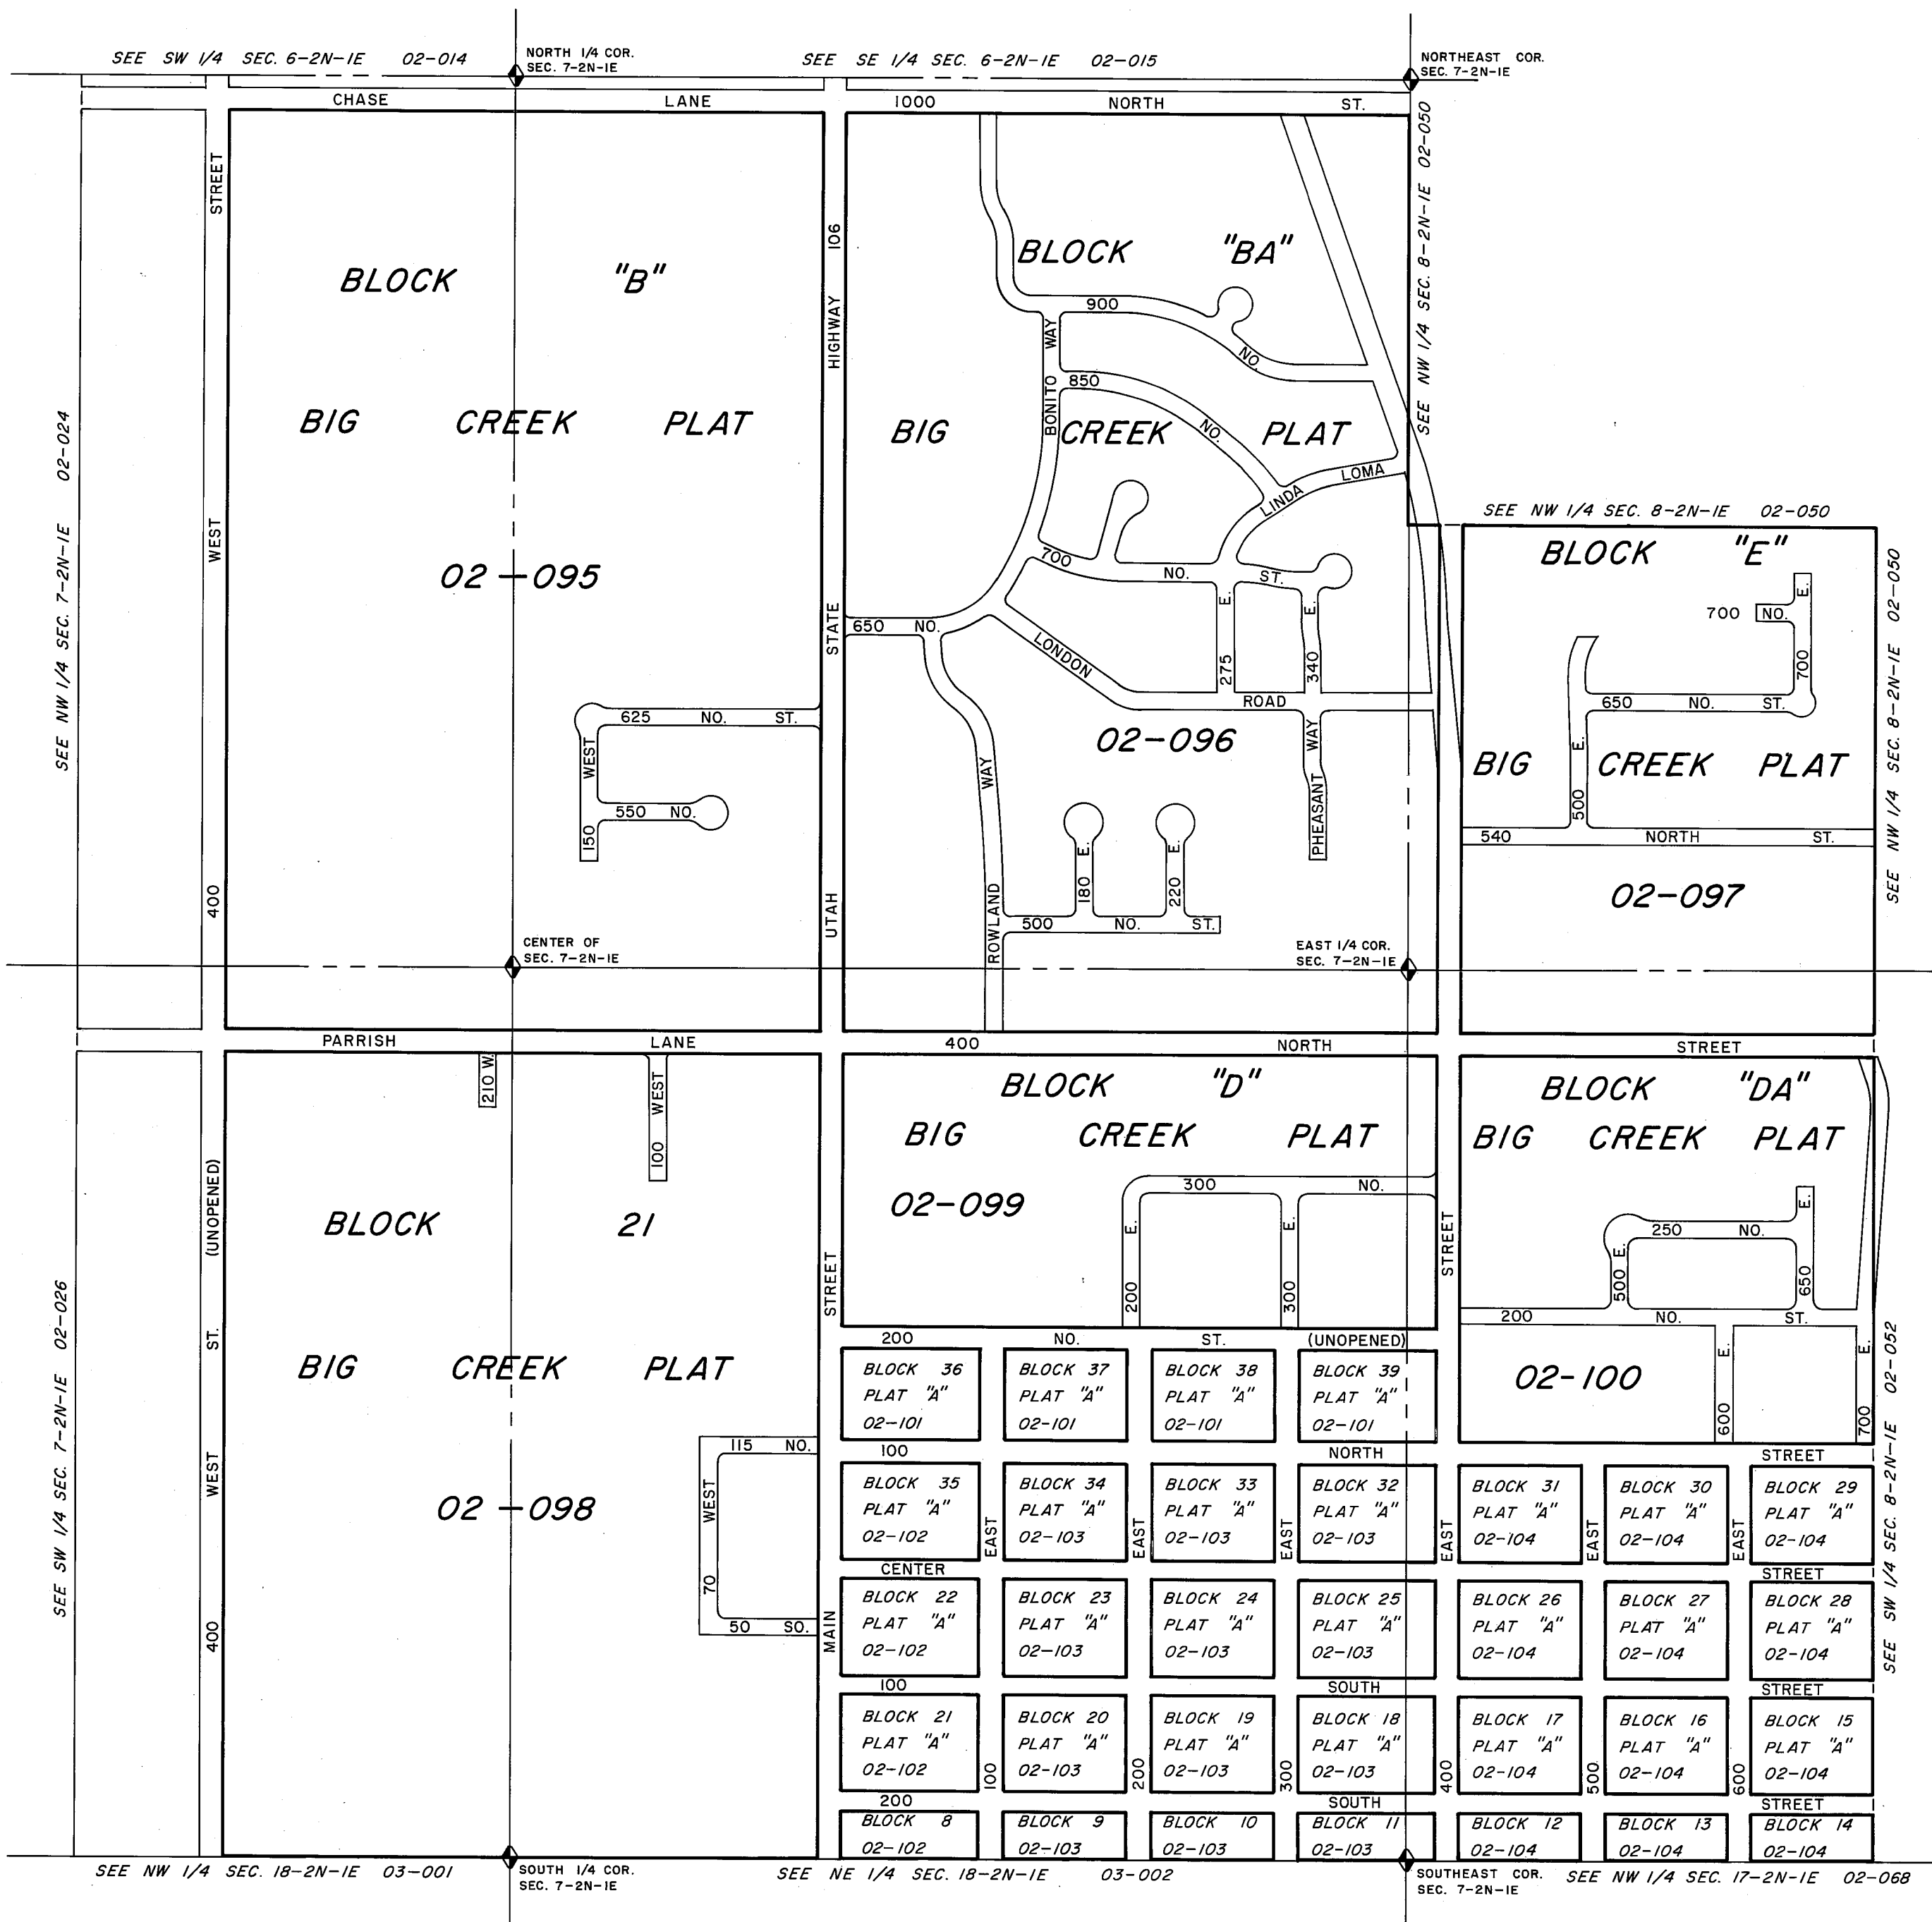 SEE SW 1/4 SEC. 6-2N-1E 02-014
NORTH 1/4 COR.
SEC. 7-2N-1E
SEE SE 1/4 SEC. 6-2N-1E 02-015
NORTHEAST COR.
SEC. 7-2N-1E
CHASE LANE
1000 NORTH ST.
400 WEST STREET
UTAH STATE HIGHWAY 106
SEE NW 1/4 SEC. 7-2N-1E 02-024
SEE NW 1/4 SEC. 8-2N-1E 02-050
BLOCK "B"
BIG CREEK PLAT
02-095
625 NO. ST.
150 WEST
550 NO.
BLOCK "BA"
BIG CREEK PLAT
900 NO.
BONITO WAY
850 NO.
LINDA LOMA
700 NO. ST.
650 NO.
LONDON ROAD
275 E.
340 E.
02-096
PHEASANT WAY
ROWLAND WAY
180 E.
220 E.
500 NO. ST.
SEE NW 1/4 SEC. 8-2N-1E 02-050
BLOCK "E"
700 NO.
700 E.
650 NO. ST.
BIG CREEK PLAT
500 E.
540 NORTH ST.
02-097
SEE NW 1/4 SEC. 8-2N-1E 02-050
CENTER OF
SEC. 7-2N-1E
EAST 1/4 COR.
SEC. 7-2N-1E
PARRISH LANE
400 NORTH STREET
SEE SW 1/4 SEC. 7-2N-1E 02-026
400 WEST ST. (UNOPENED)
210 W.
100 WEST
BLOCK 21
BIG CREEK PLAT
02-098
115 NO.
70 WEST
50 SO.
MAIN STREET
BLOCK "D"
BIG CREEK PLAT
02-099
300 NO.
200 E.
300 E.
BLOCK "DA"
BIG CREEK PLAT
250 NO.
500 E.
650 E.
200 NO. ST.
02-100
600 E.
700 E.
SEE SW 1/4 SEC. 8-2N-1E 02-052
200 NO. ST. (UNOPENED)
BLOCK 36
PLAT "A"
02-101
BLOCK 37
PLAT "A"
02-101
BLOCK 38
PLAT "A"
02-101
BLOCK 39
PLAT "A"
02-101
100 NORTH STREET
BLOCK 35
PLAT "A"
02-102
BLOCK 34
PLAT "A"
02-103
BLOCK 33
PLAT "A"
02-103
BLOCK 32
PLAT "A"
02-103
BLOCK 31
PLAT "A"
02-104
BLOCK 30
PLAT "A"
02-104
BLOCK 29
PLAT "A"
02-104
CENTER STREET
BLOCK 22
PLAT "A"
02-102
BLOCK 23
PLAT "A"
02-103
BLOCK 24
PLAT "A"
02-103
BLOCK 25
PLAT "A"
02-103
BLOCK 26
PLAT "A"
02-104
BLOCK 27
PLAT "A"
02-104
BLOCK 28
PLAT "A"
02-104
100 SOUTH STREET
BLOCK 21
PLAT "A"
02-102
BLOCK 20
PLAT "A"
02-103
BLOCK 19
PLAT "A"
02-103
BLOCK 18
PLAT "A"
02-103
BLOCK 17
PLAT "A"
02-104
BLOCK 16
PLAT "A"
02-104
BLOCK 15
PLAT "A"
02-104
100 EAST
200 EAST
300 EAST
400 EAST STREET
500 EAST
600 EAST
200 SOUTH STREET
BLOCK 8
02-102
BLOCK 9
02-103
BLOCK 10
02-103
BLOCK 11
02-103
BLOCK 12
02-104
BLOCK 13
02-104
BLOCK 14
02-104
SEE NW 1/4 SEC. 18-2N-1E 03-001
SOUTH 1/4 COR.
SEC. 7-2N-1E
SEE NE 1/4 SEC. 18-2N-1E 03-002
SOUTHEAST COR.
SEC. 7-2N-1E
SEE NW 1/4 SEC. 17-2N-1E 02-068